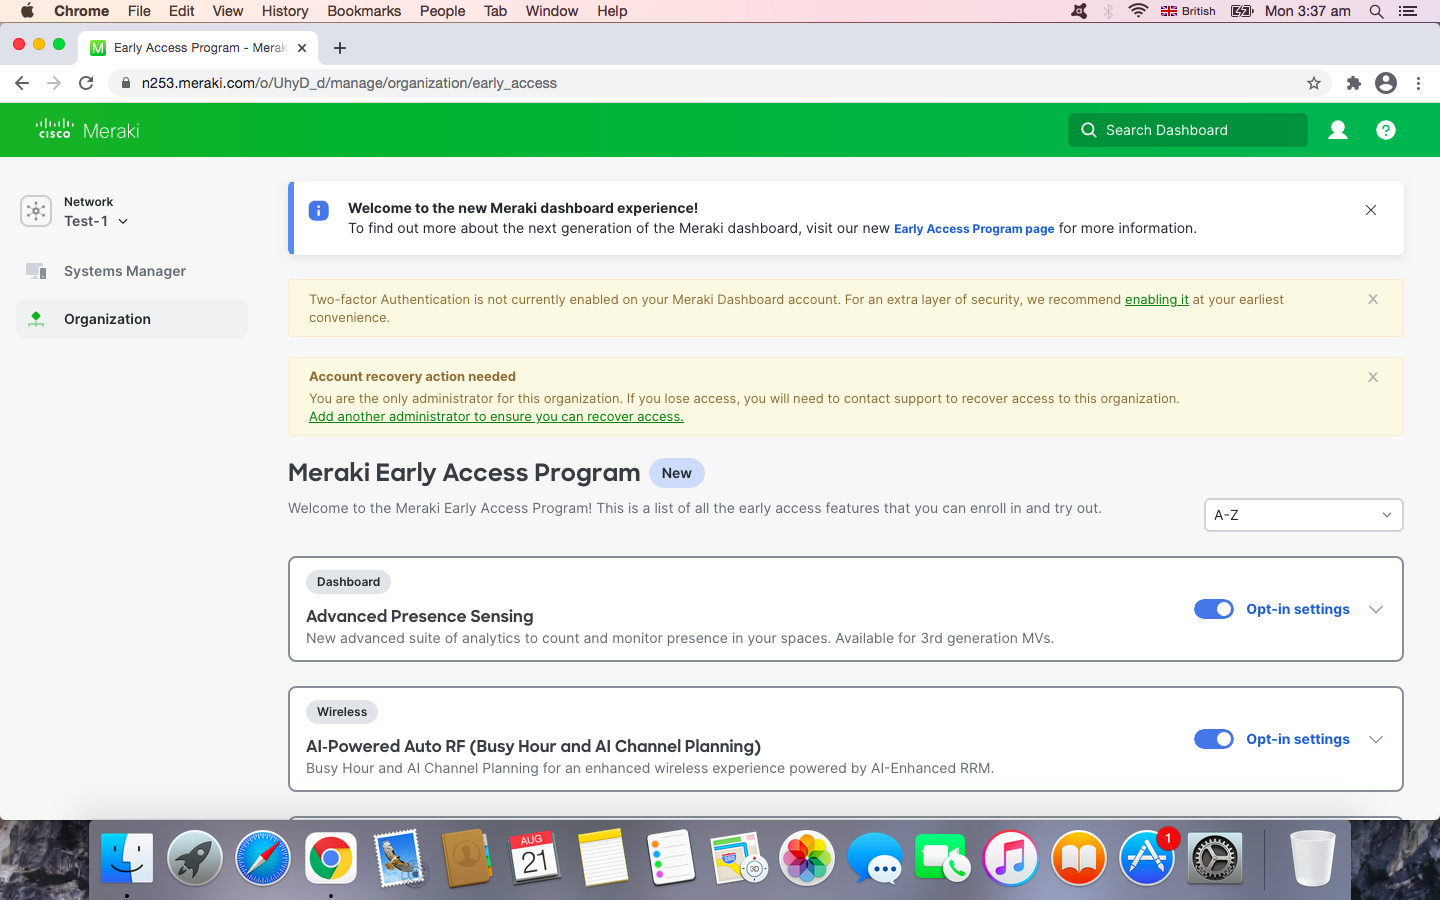 Chrome File Edit View History Bookmarks People Tab Window Help British Mon 3:37 am
Early Access Program - Merak
n253.meraki.com/o/UhyD_d/manage/organization/early_access
CISCO Meraki Search Dashboard
Network
Test-1
Systems Manager
Organization
Welcome to the new Meraki dashboard experience!
To find out more about the next generation of the Meraki dashboard, visit our new Early Access Program page for more information.
Two-factor Authentication is not currently enabled on your Meraki Dashboard account. For an extra layer of security, we recommend enabling it at your earliest
convenience.
Account recovery action needed
You are the only administrator for this organization. If you lose access, you will need to contact support to recover access to this organization.
Add another administrator to ensure you can recover access.
Meraki Early Access Program New
Welcome to the Meraki Early Access Program! This is a list of all the early access features that you can enroll in and try out.
A-Z
Dashboard
Advanced Presence Sensing
New advanced suite of analytics to count and monitor presence in your spaces. Available for 3rd generation MVs.
Opt-in settings
Wireless
AI-Powered Auto RF (Busy Hour and AI Channel Planning)
Busy Hour and AI Channel Planning for an enhanced wireless experience powered by AI-Enhanced RRM.
Opt-in settings
AUG
21
280
3D
1